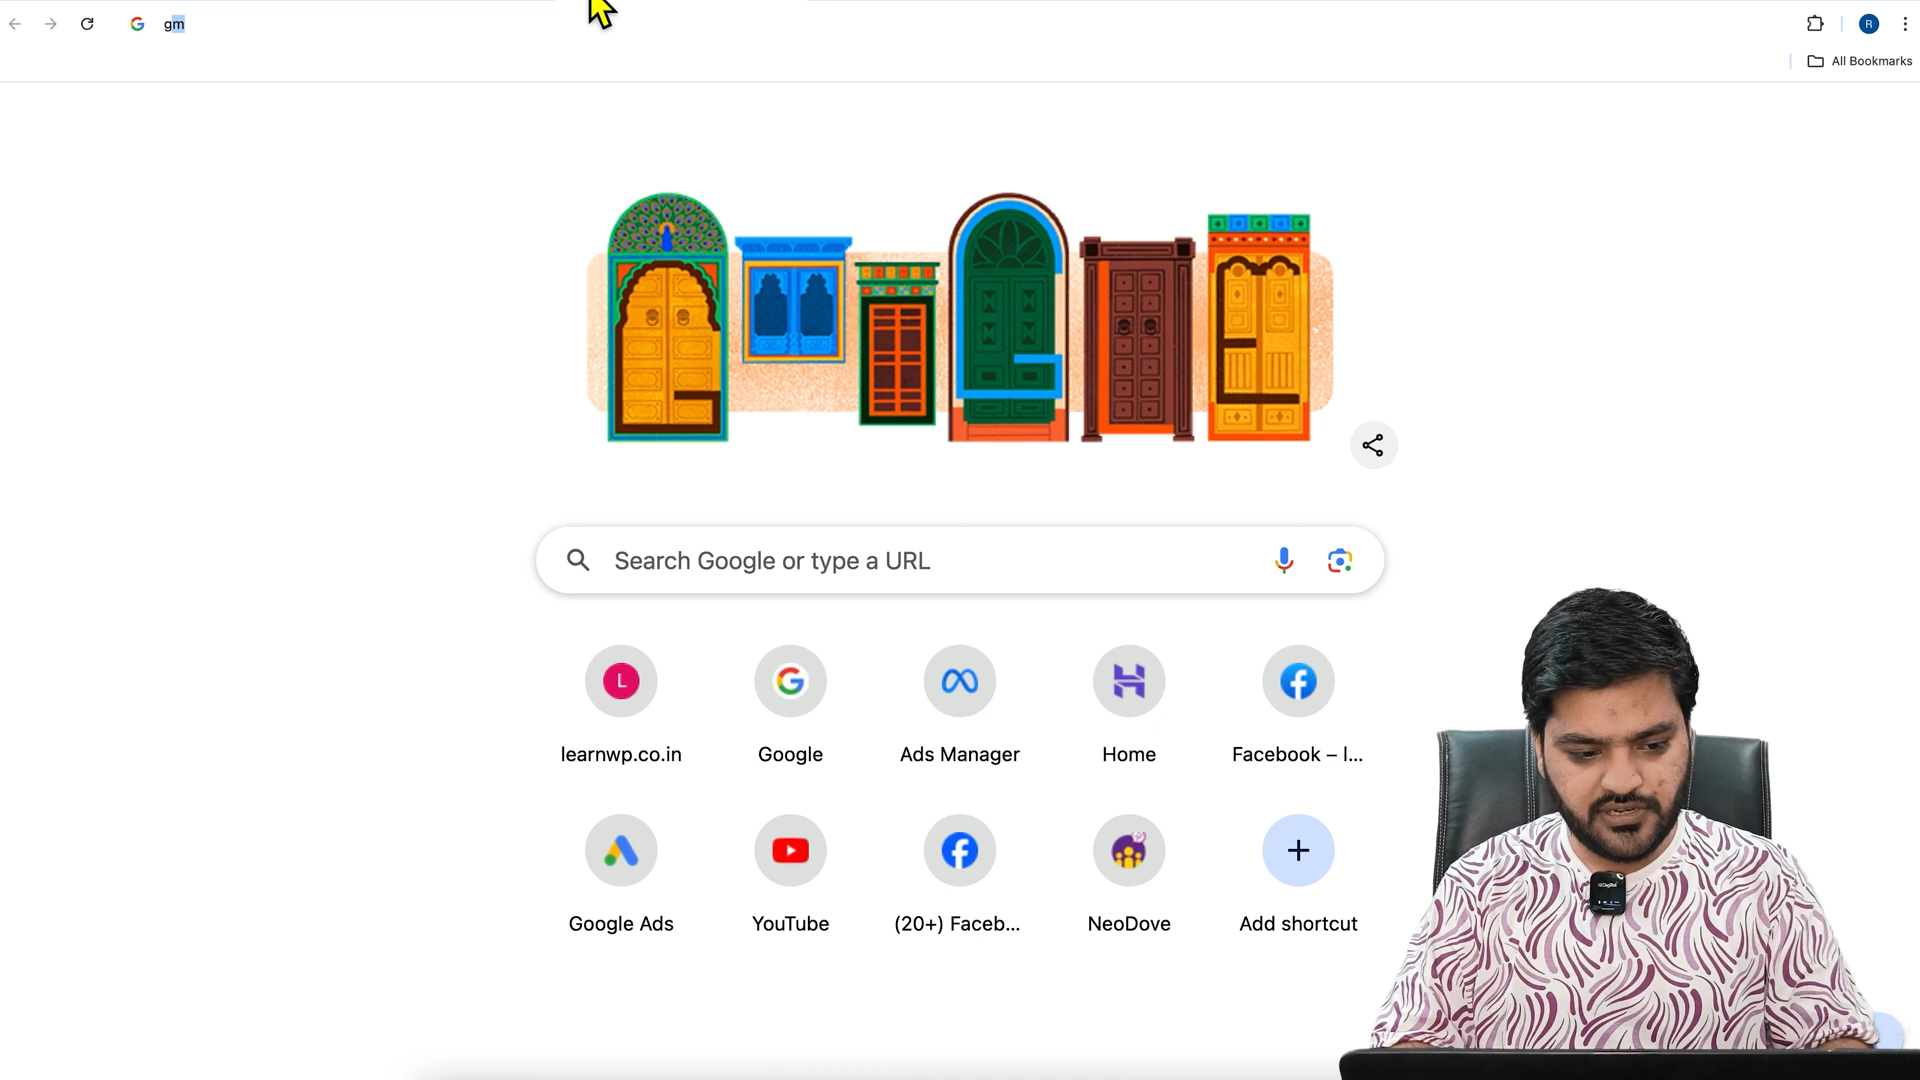 gm
R
All Bookmarks
Search Google or type a URL
L
learnwp.co.in
Google
Ads Manager
Home
Facebook – l...
Google Ads
YouTube
(20+) Faceb...
NeoDove
Add shortcut